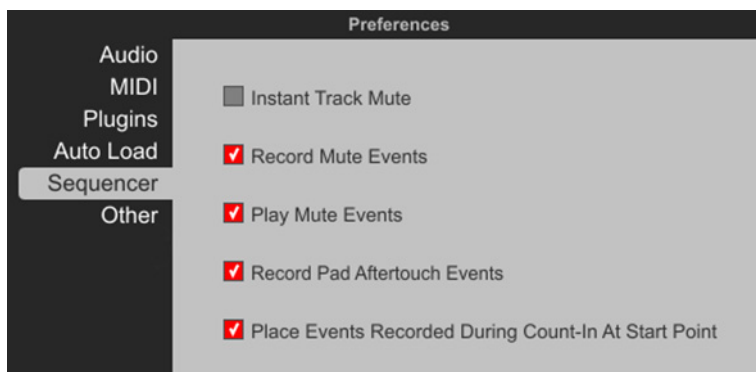 Preferences
Audio
MIDI
Plugins
Auto Load
Sequencer
Other
Instant Track Mute
Record Mute Events
Play Mute Events
Record Pad Aftertouch Events
Place Events Recorded During Count-In At Start Point